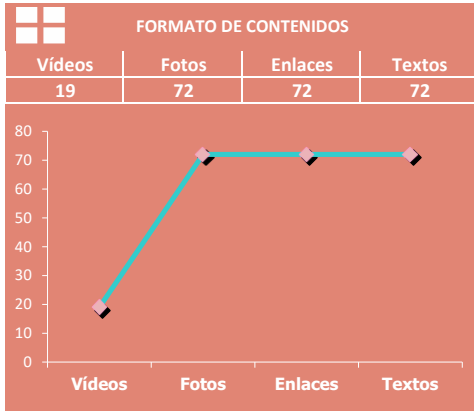 FORMATO DE CONTENIDOS
Vídeos Fotos Enlaces Textos
19 72 72 72
80
70
60
50
40
30
20
10
0
Vídeos Fotos Enlaces Textos